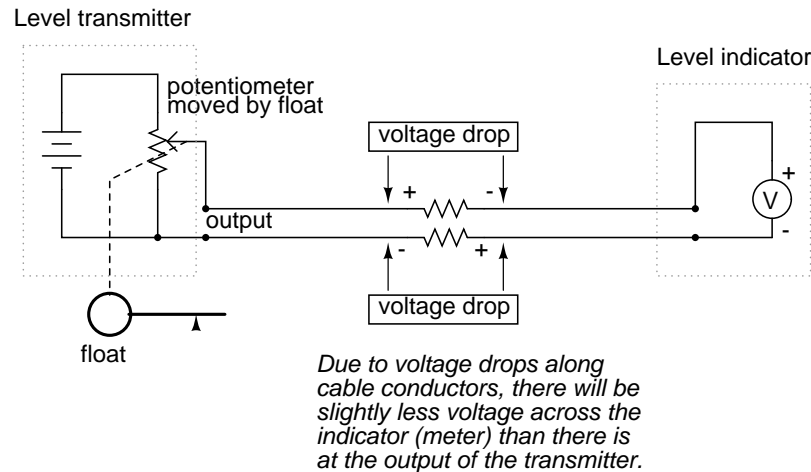 Level transmitter
Level indicator
potentiometer
moved by float
voltage drop
+
-
+
V
-
output
-
+
voltage drop
float
Due to voltage drops along
cable conductors, there will be
slightly less voltage across the
indicator (meter) than there is
at the output of the transmitter.